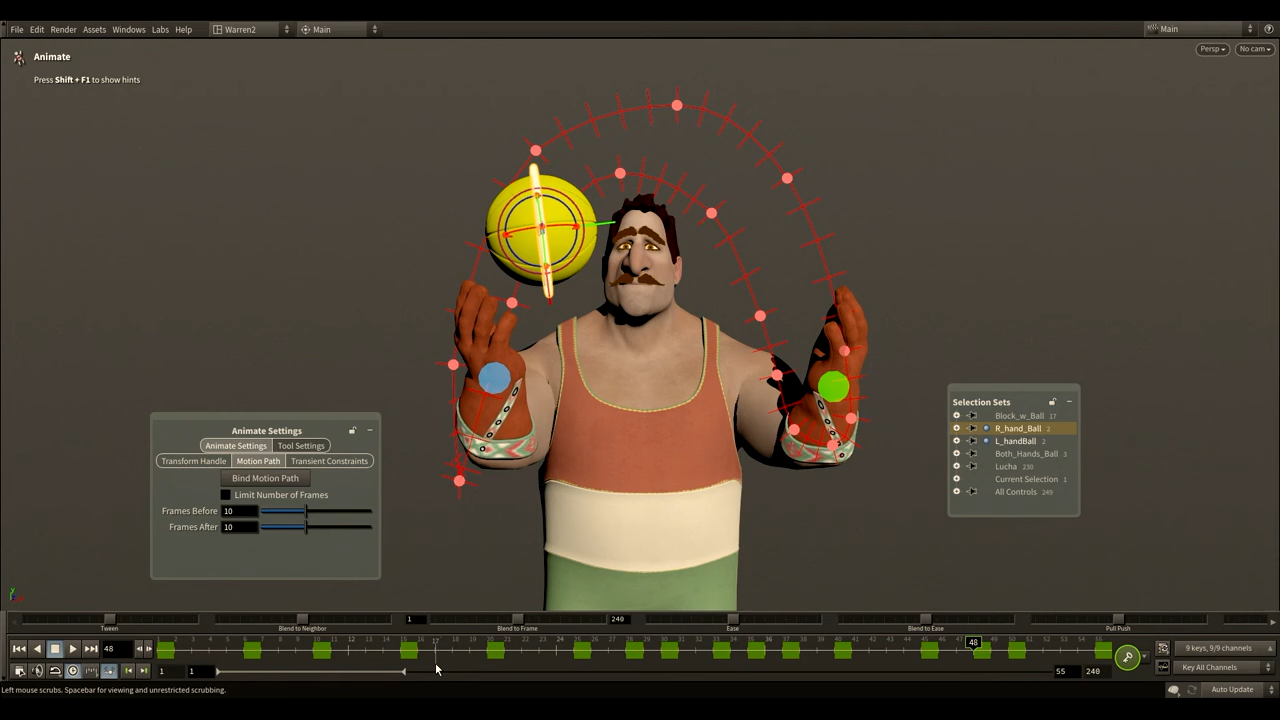 File Edit Render Assets Windows Labs Help Warren2 Main Main
Animate Persp No cam
Press Shift + F1 to show hints
Animate Settings
Animate Settings Tool Settings
Transform Handle Motion Path Transient Constraints
Bind Motion Path
Limit Number of Frames
Frames Before 10
Frames After 10
Selection Sets
Block_w_Ball 17
R_hand_Ball 2
L_handBall 2
Both_Hands_Ball 3
Lucha 230
Current Selection 1
All Controls 249
1 240
Tween Blend to Neighbor Blend to Frame Ease Blend to Ease Pull Push
48 17 48 9 keys, 9/9 channels
1 1 55 240 Key All Channels
Left mouse scrubs. Spacebar for viewing and unrestricted scrubbing. Auto Update